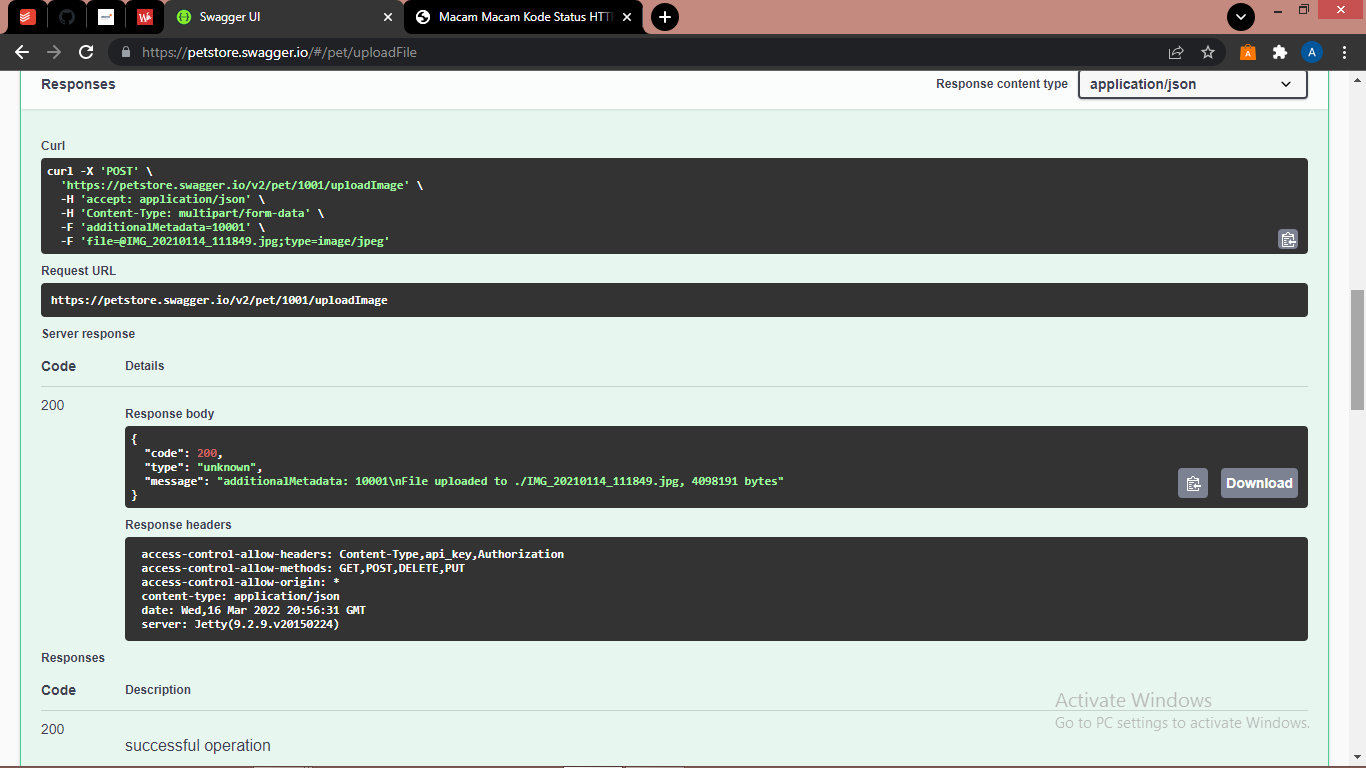 Swagger UI
Macam Macam Kode Status HTT
https://petstore.swagger.io/#/pet/uploadFile
A
Responses
Response content type
application/json
Curl
curl -X 'POST' \
'https://petstore.swagger.io/v2/pet/1001/uploadImage' \
-H 'accept: application/json' \
-H 'Content-Type: multipart/form-data' \
-F 'additionalMetadata=10001' \
-F 'file=@IMG_20210114_111849.jpg;type=image/jpeg'
Request URL
https://petstore.swagger.io/v2/pet/1001/uploadImage
Server response
Code Details
200
Response body
{
"code": 200,
"type": "unknown",
"message": "additionalMetadata: 10001\nFile uploaded to ./IMG_20210114_111849.jpg, 4098191 bytes"
}
Download
Response headers
access-control-allow-headers: Content-Type,api_key,Authorization
access-control-allow-methods: GET,POST,DELETE,PUT
access-control-allow-origin: *
content-type: application/json
date: Wed,16 Mar 2022 20:56:31 GMT
server: Jetty(9.2.9.v20150224)
Responses
Code Description
200
successful operation
Activate Windows
Go to PC settings to activate Windows.